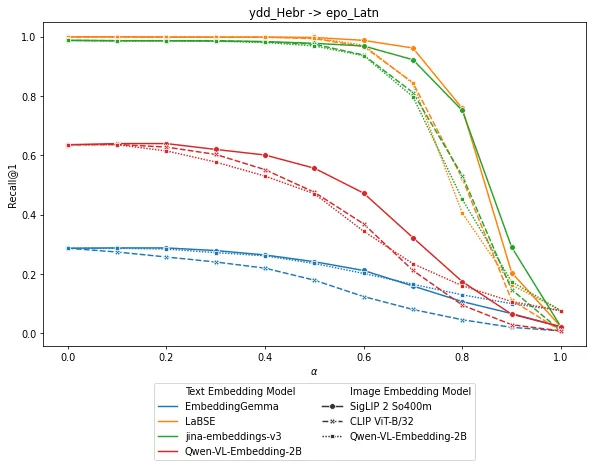 ydd_Hebr -> epo_Latn
Recall@1
1.0
0.8
0.6
0.4
0.2
0.0
0.0 0.2 0.4 0.6 0.8 1.0
α
Text Embedding Model
EmbeddingGemma
LaBSE
jina-embeddings-v3
Qwen-VL-Embedding-2B
Image Embedding Model
SigLIP 2 So400m
CLIP ViT-B/32
Qwen-VL-Embedding-2B